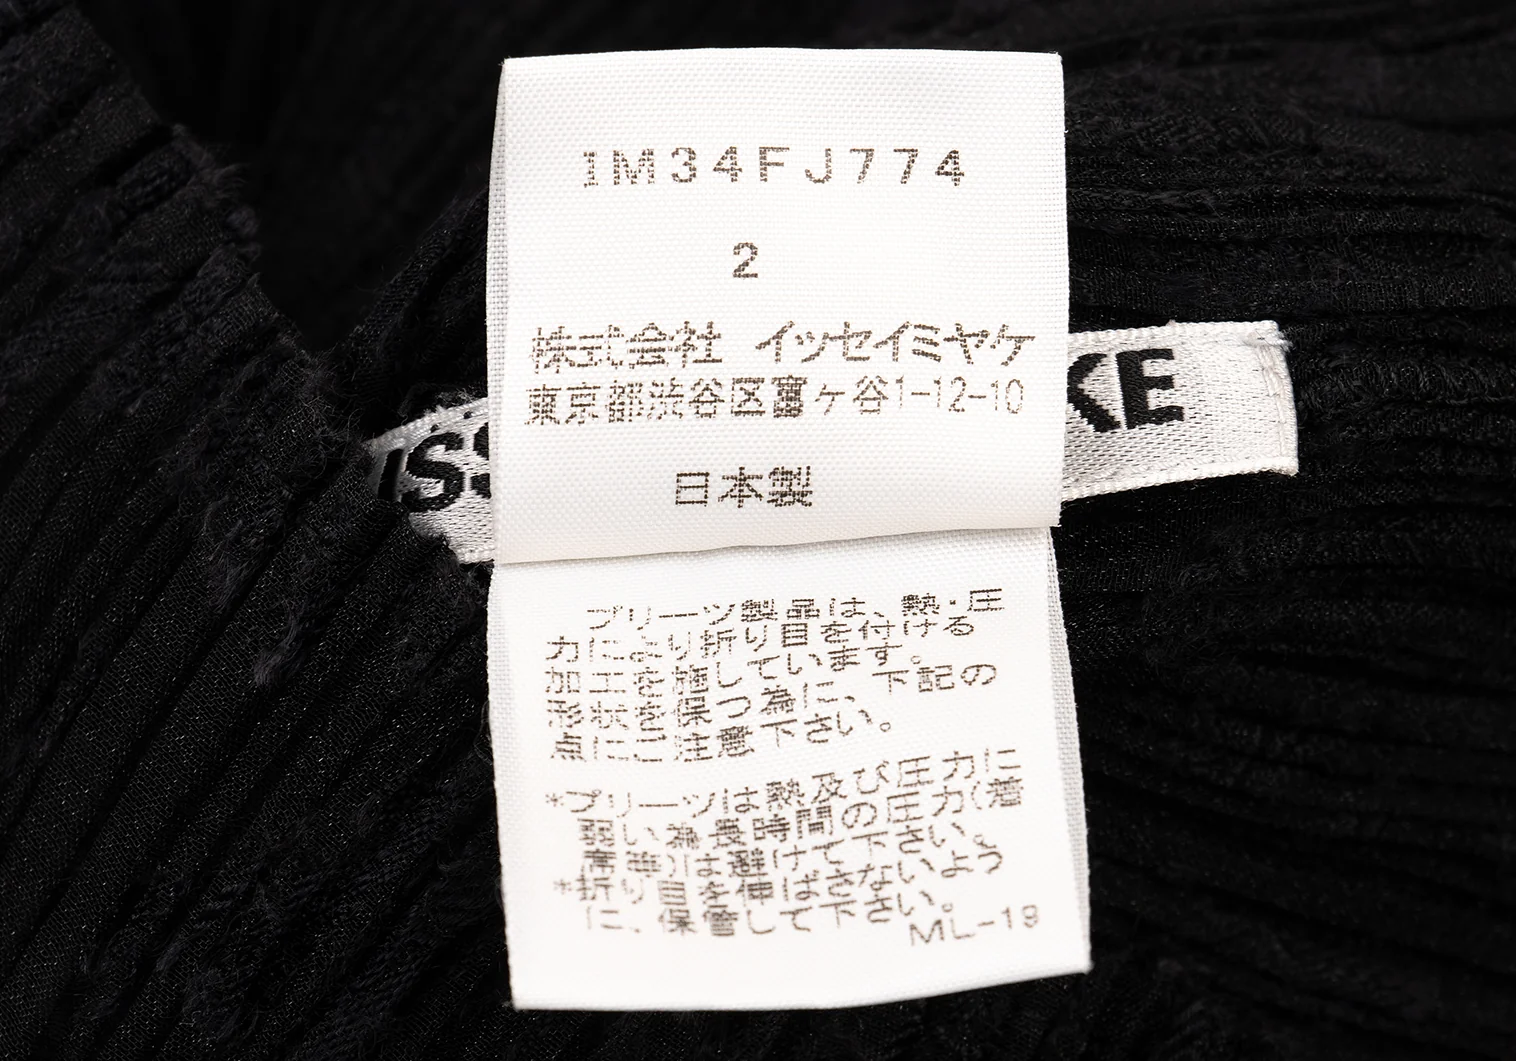 IM34FJ774
2
株式会社 イッセイミヤケ
東京都渋谷区富ヶ谷1-12-10
日本製
ISS
KE
プリーツ製品は、熱・圧
力により折り目を付ける
加工を施しています。
形状を保つ為に、下記の
点にご注意下さい。
*プリーツは熱及び圧力に
弱い為長時間の圧力(着
席等)は避けて下さい。
*折り目を伸ばさないよう
に、保管して下さい。
ML-19